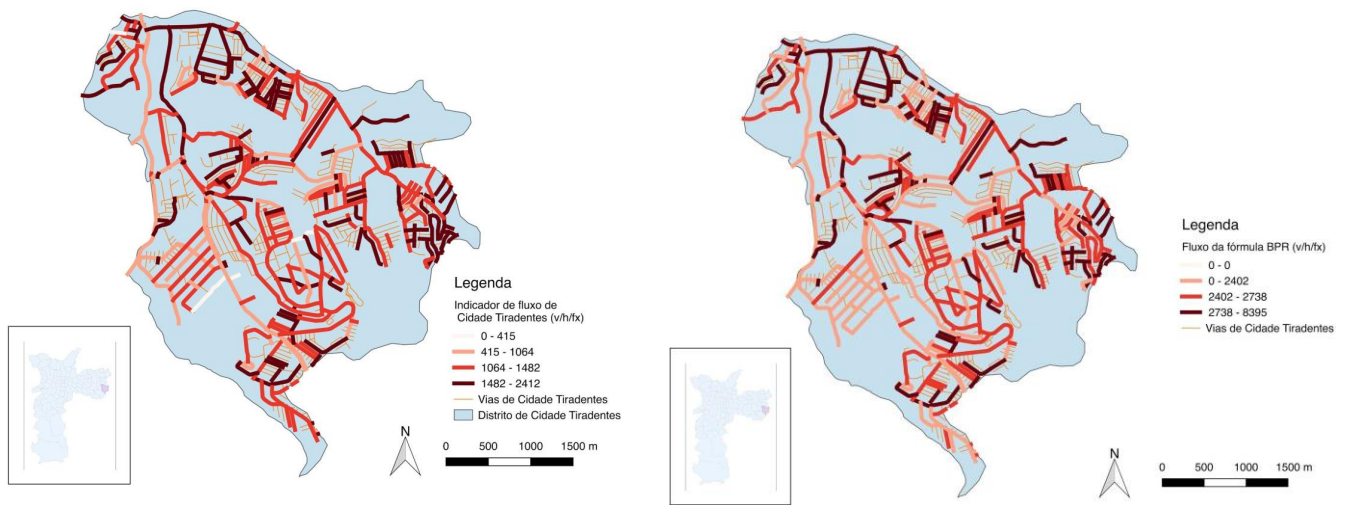 Legenda
Indicador de fluxo de
Cidade Tiradentes (v/h/fx)
0 - 415
415 - 1064
1064 - 1482
1482 - 2412
Vias de Cidade Tiradentes
Distrito de Cidade Tiradentes
N
0 500 1000 1500 m
Legenda
Fluxo da fórmula BPR (v/h/fx)
0 - 0
0 - 2402
2402 - 2738
2738 - 8395
Vias de Cidade Tiradentes
N
0 500 1000 1500 m